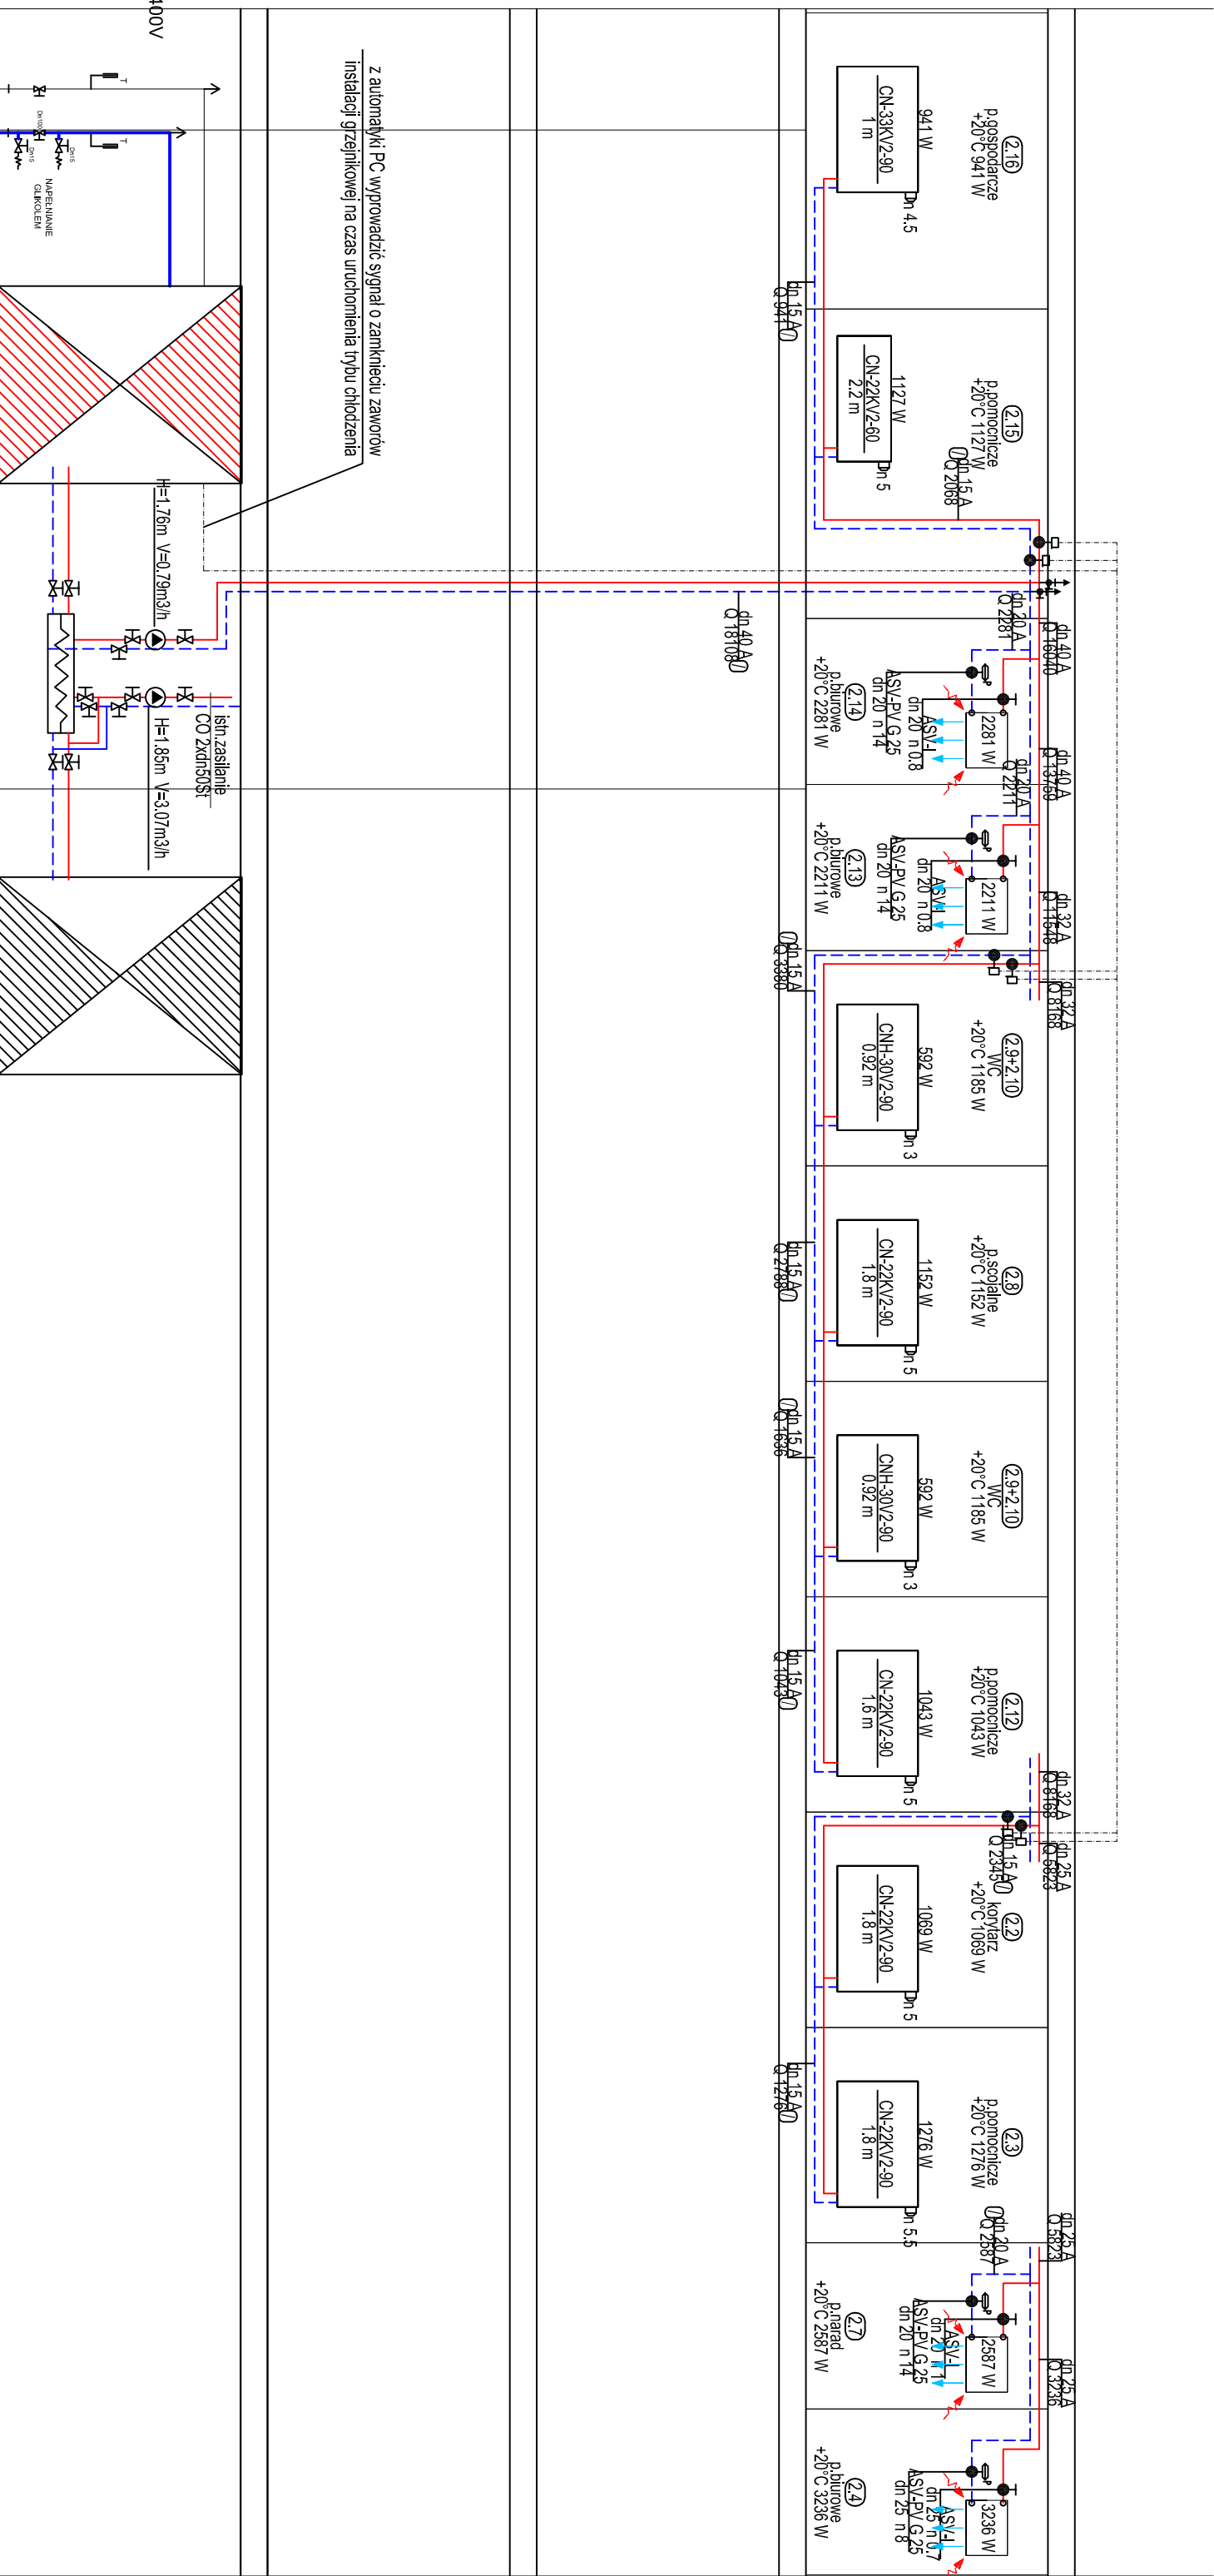 400V
T
T
Dn100
Dn15
Dn15
NAPEŁNIANIE
GLIKOLEM
z automatyki PC wyprowadzić sygnał o zamknieciu zaworów
instalacji grzejnikowej na czas uruchomienia trybu chłodzenia
H=1.76m V=0.79m3/h
H=1.85m V=3.07m3/h
istn.zasilanie
CO 2xdn50St
dn 40 A
Q 18108
2.16
p.gospodarcze
+20°C 941 W
941 W
CN-33KV2-90
1 m
Dn 4.5
dn 15 A
Q 941
2.15
p.pomocnicze
+20°C 1127 W
1127 W
CN-22KV2-60
2.2 m
Dn 5
dn 15 A
Q 2068
dn 40 A
Q 16040
dn 20 A
Q 2281
2281 W
ASV-I
dn 20 n 0.8
ASV-PV G 25
dn 20 n 14
2.14
p.biurowe
+20°C 2281 W
dn 40 A
Q 13759
dn 20 A
Q 2211
2211 W
ASV-I
dn 20 n 0.8
ASV-PV G 25
dn 20 n 14
2.13
p.biurowe
+20°C 2211 W
dn 32 A
Q 11548
dn 32 A
Q 8168
dn 15 A
Q 3380
2.9+2.10
WC
+20°C 1185 W
592 W
CNH-30V2-90
0.92 m
Dn 3
2.8
p.scojalne
+20°C 1152 W
1152 W
CN-22KV2-90
1.8 m
Dn 5
dn 15 A
Q 2788
2.9+2.10
WC
+20°C 1185 W
592 W
CNH-30V2-90
0.92 m
Dn 3
dn 15 A
Q 1636
2.12
p.pomocnicze
+20°C 1043 W
1043 W
CN-22KV2-90
1.6 m
Dn 5
dn 15 A
Q 1043
dn 32 A
Q 8168
dn 25 A
Q 5823
dn 15 A
Q 2345
2.2
korytarz
+20°C 1069 W
1069 W
CN-22KV2-90
1.8 m
Dn 5
2.3
p.pomocnicze
+20°C 1276 W
1276 W
CN-22KV2-90
1.8 m
Dn 5.5
dn 15 A
Q 1276
dn 25 A
Q 5823
dn 20 A
Q 2587
2587 W
ASV-I
dn 20 n 1
ASV-PV G 25
dn 20 n 14
2.7
p.narad
+20°C 2587 W
dn 25 A
Q 3236
3236 W
ASV-I
dn 25 n 0.7
ASV-PV G 25
dn 25 n 8
2.4
p.biurowe
+20°C 3236 W